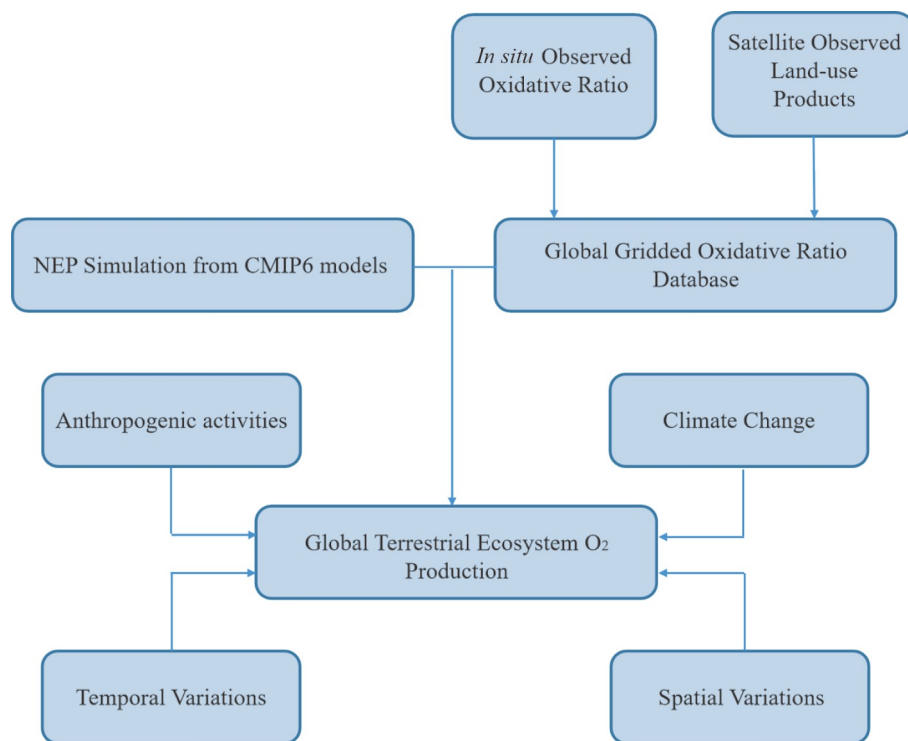 In situ Observed
Oxidative Ratio
Satellite Observed
Land-use
Products
NEP Simulation from CMIP6 models
Global Gridded Oxidative Ratio
Database
Anthropogenic activities
Climate Change
Global Terrestrial Ecosystem O₂
Production
Temporal Variations
Spatial Variations